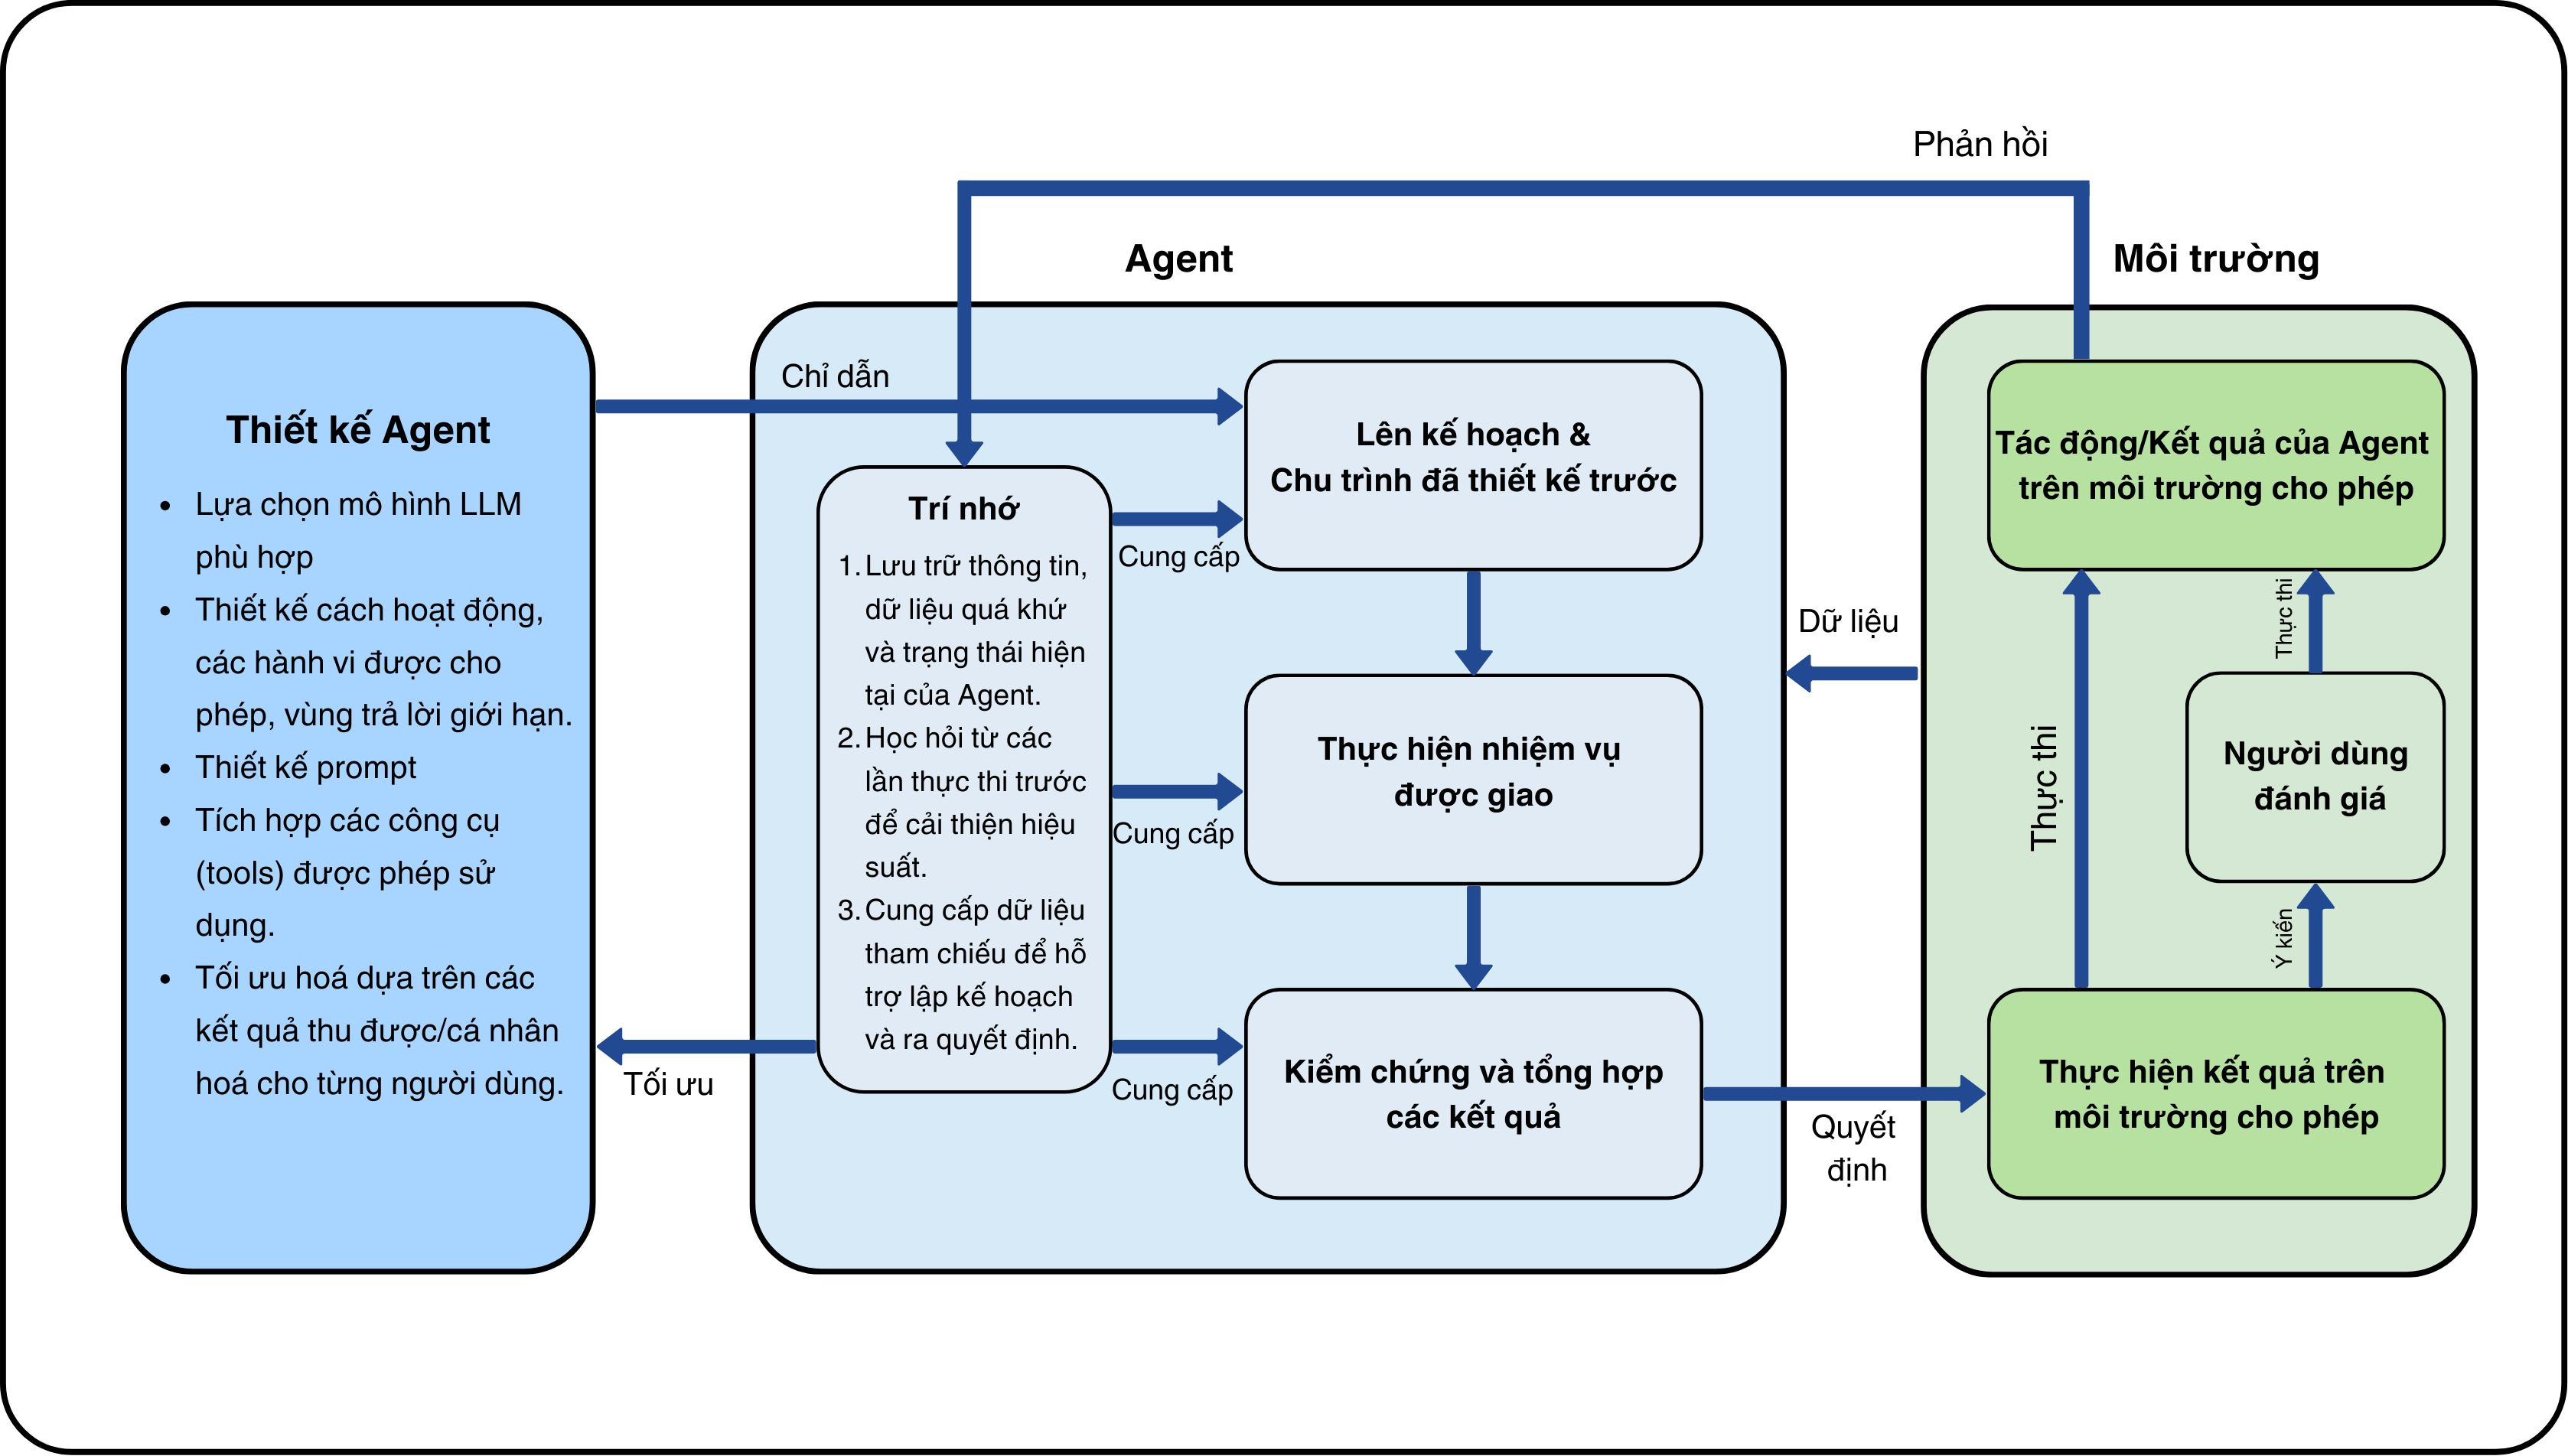 Phản hồi
Agent
Môi trường
Thiết kế Agent
Lựa chọn mô hình LLM
phù hợp
Thiết kế cách hoạt động,
các hành vi được cho
phép, vùng trả lời giới hạn.
Thiết kế prompt
Tích hợp các công cụ
(tools) được phép sử
dụng.
Tối ưu hoá dựa trên các
kết quả thu được/cá nhân
hoá cho từng người dùng.
Chỉ dẫn
Tối ưu
Trí nhớ
1. Lưu trữ thông tin,
dữ liệu quá khứ
và trạng thái hiện
tại của Agent.
2. Học hỏi từ các
lần thực thi trước
để cải thiện hiệu
suất.
3. Cung cấp dữ liệu
tham chiếu để hỗ
trợ lập kế hoạch
và ra quyết định.
Cung cấp
Cung cấp
Cung cấp
Lên kế hoạch &
Chu trình đã thiết kế trước
Thực hiện nhiệm vụ
được giao
Kiểm chứng và tổng hợp
các kết quả
Dữ liệu
Quyết
định
Tác động/Kết quả của Agent
trên môi trường cho phép
Thực thi
Thực thi
Người dùng
đánh giá
Ý kiến
Thực hiện kết quả trên
môi trường cho phép